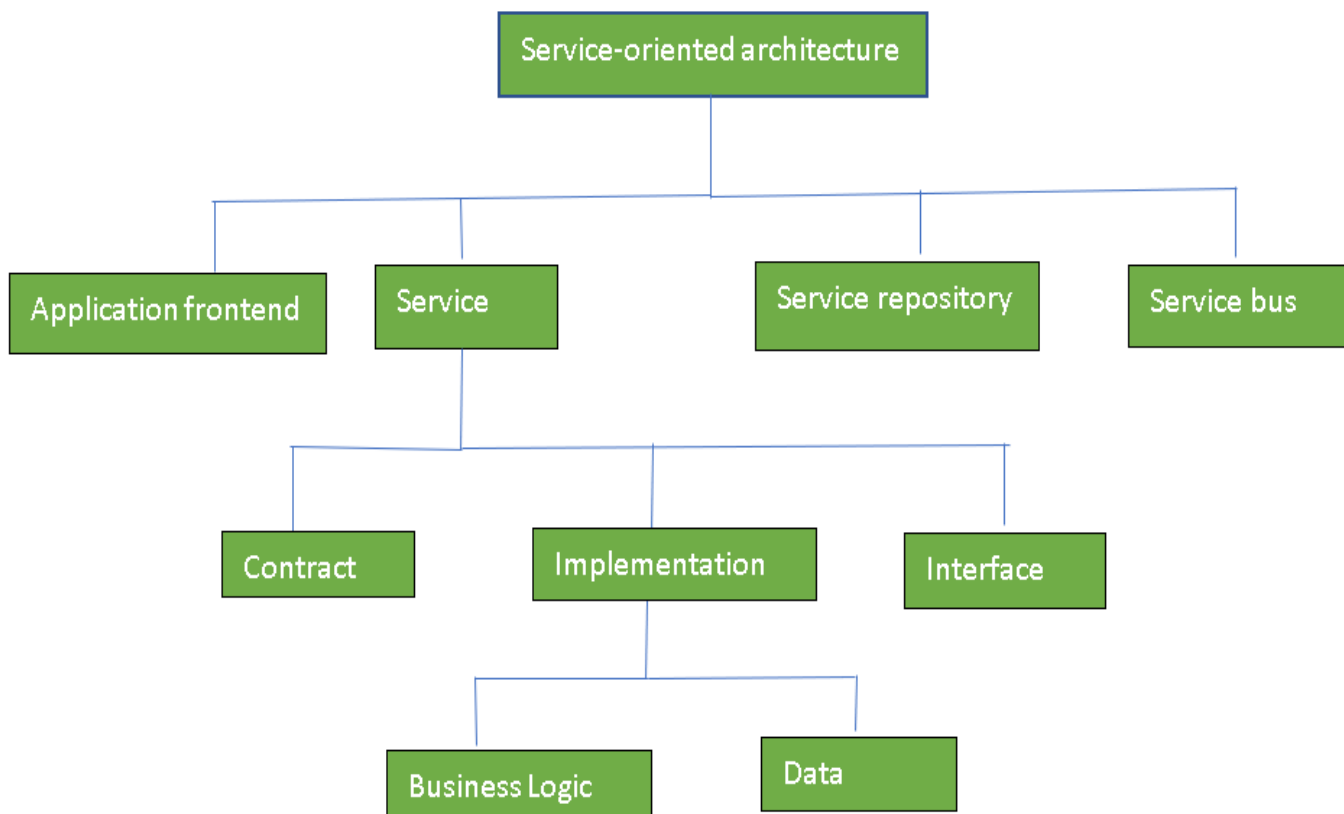 Service-oriented architecture
Application frontend
Service
Service repository
Service bus
Contract
Implementation
Interface
Business Logic
Data